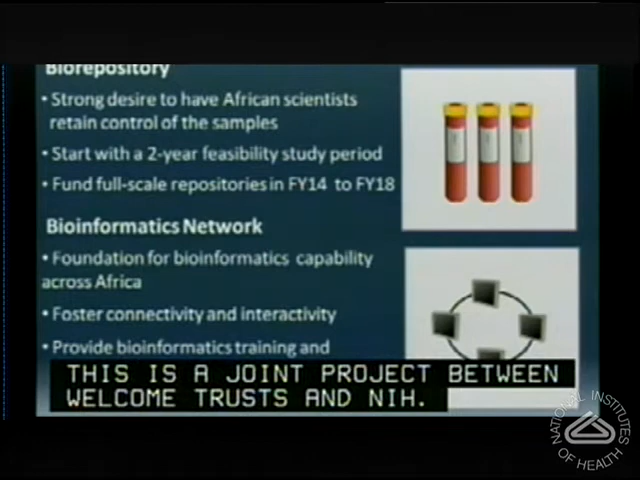 Biorepository
• Strong desire to have African scientists
retain control of the samples
• Start with a 2-year feasibility study period
• Fund full-scale repositories in FY14 to FY18
Bioinformatics Network
• Foundation for bioinformatics capability
across Africa
• Foster connectivity and interactivity
• Provide bioinformatics training and
THIS IS A JOINT PROJECT BETWEEN
WELCOME TRUSTS AND NIH.
NATIONAL INSTITUTES
OF HEALTH